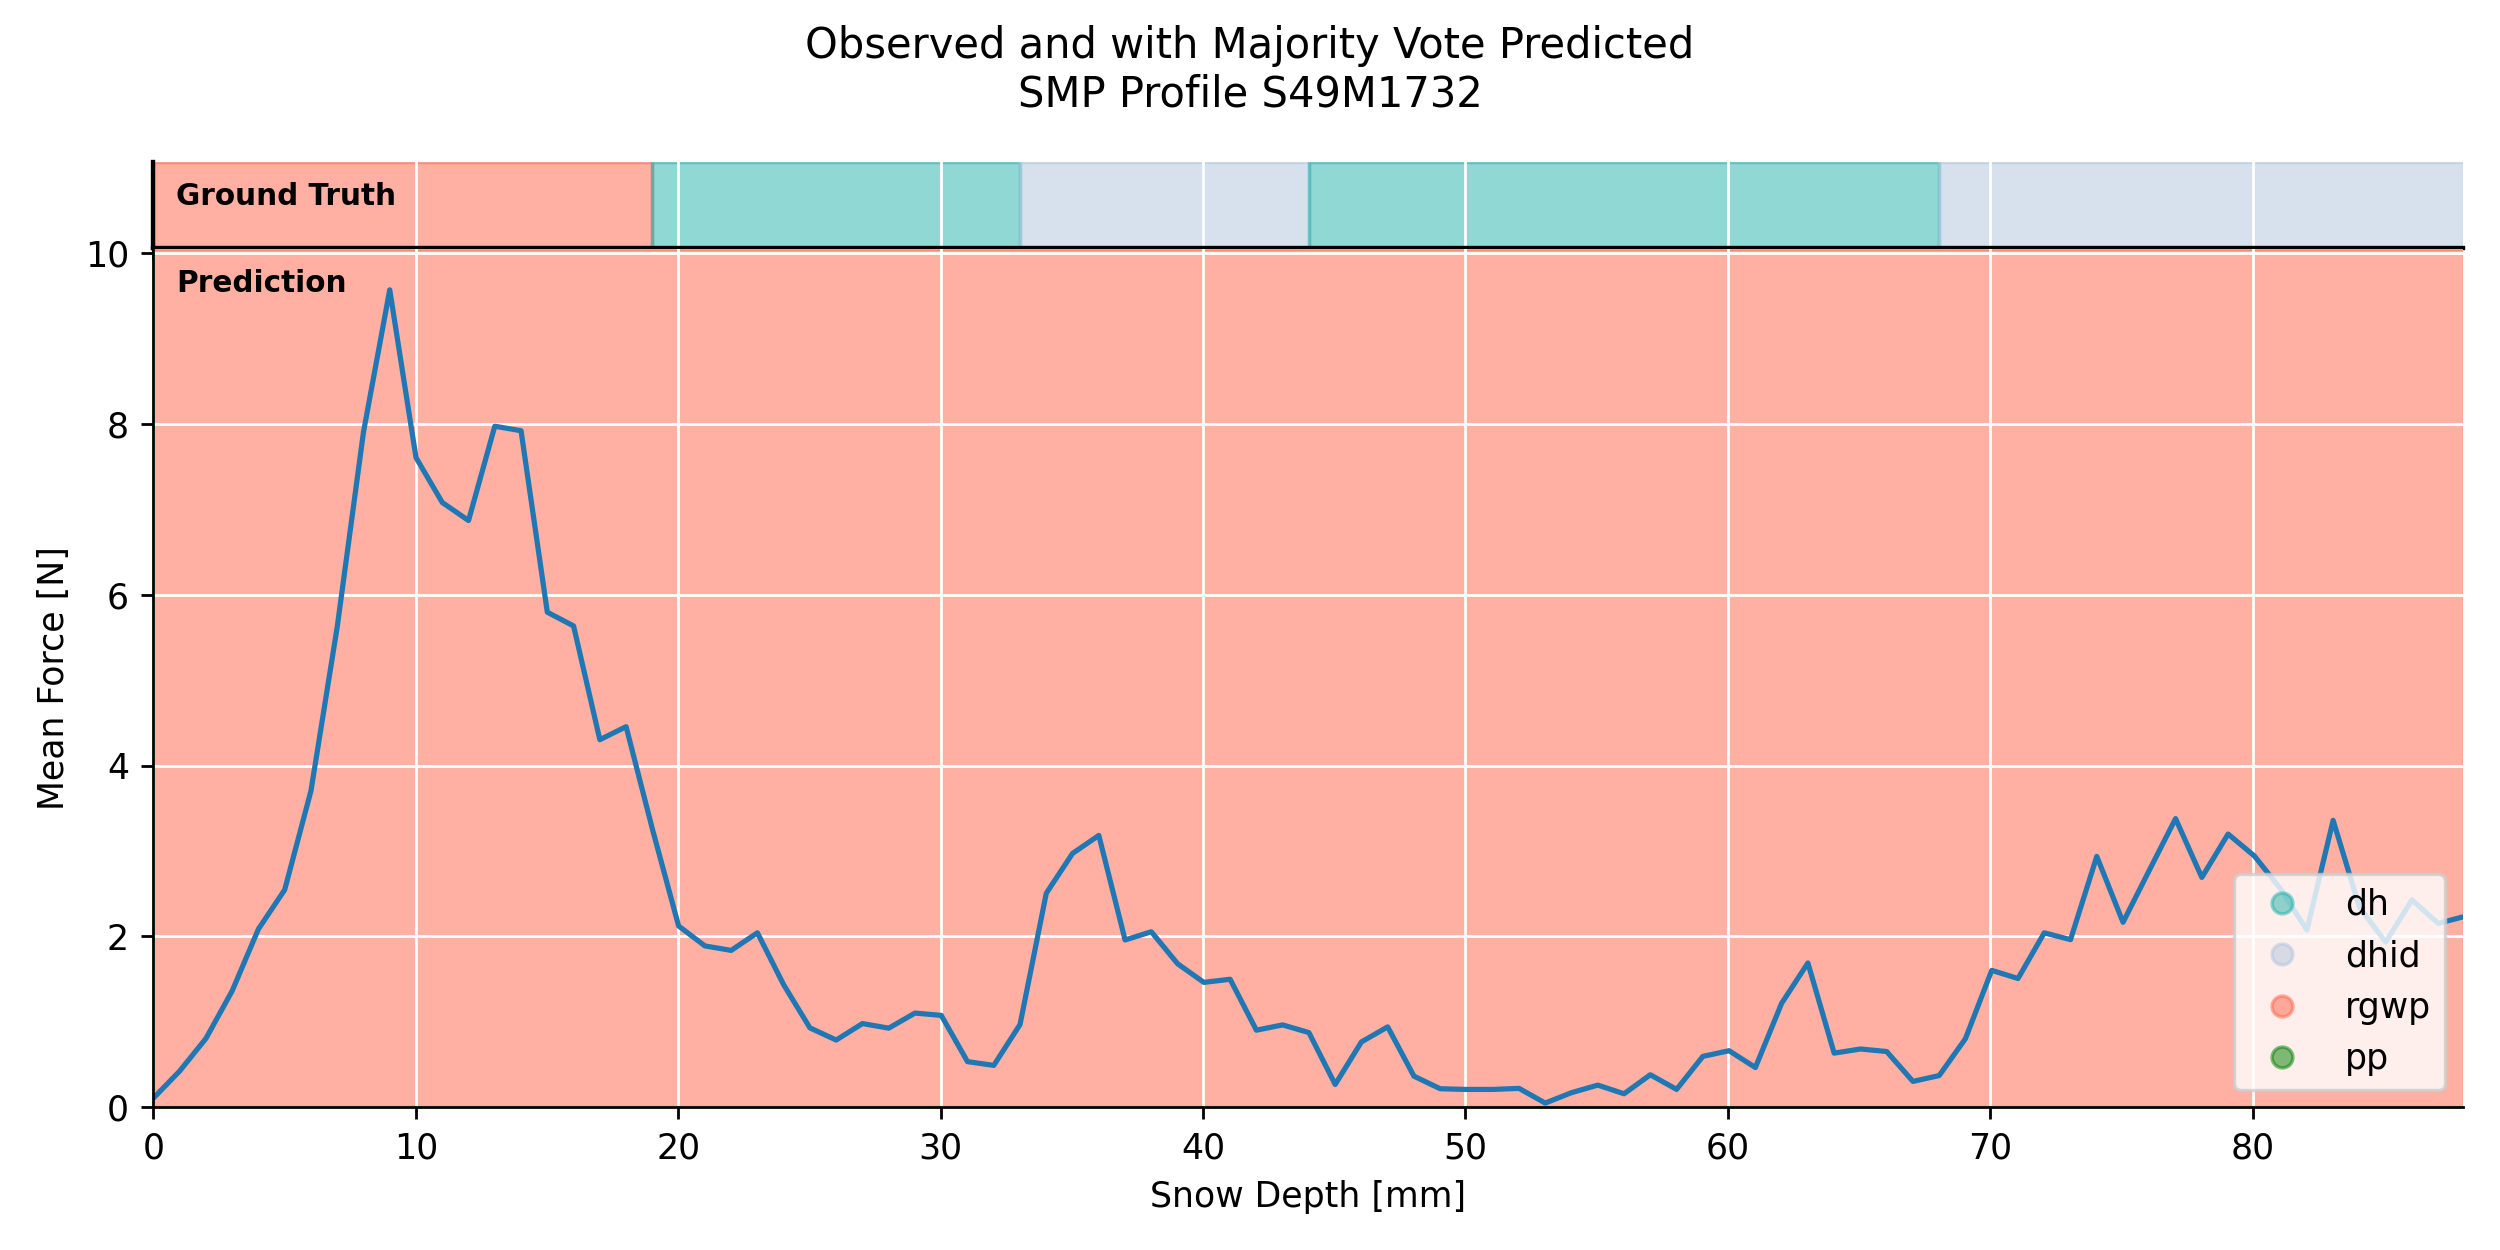 Observed and with Majority Vote Predicted
SMP Profile S49M1732
Ground Truth
Prediction
10
8
6
4
2
0
Mean Force [N]
dh
dhid
rgwp
pp
0 10 20 30 40 50 60 70 80
Snow Depth [mm]